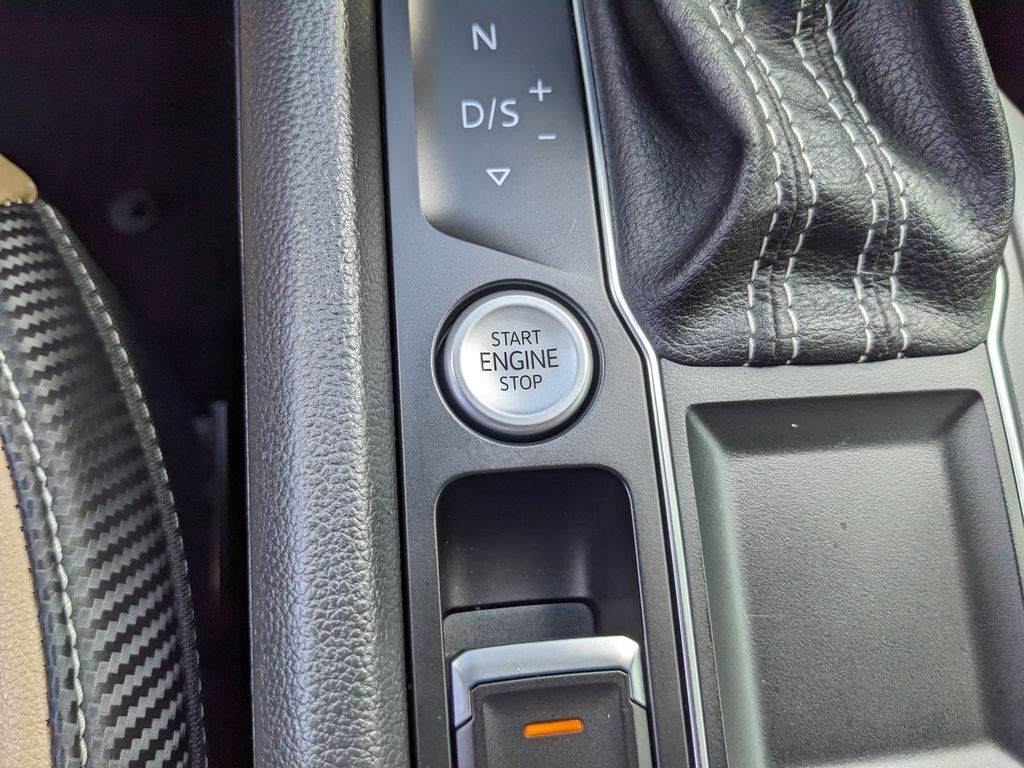 N
D/S + -
START
ENGINE
STOP